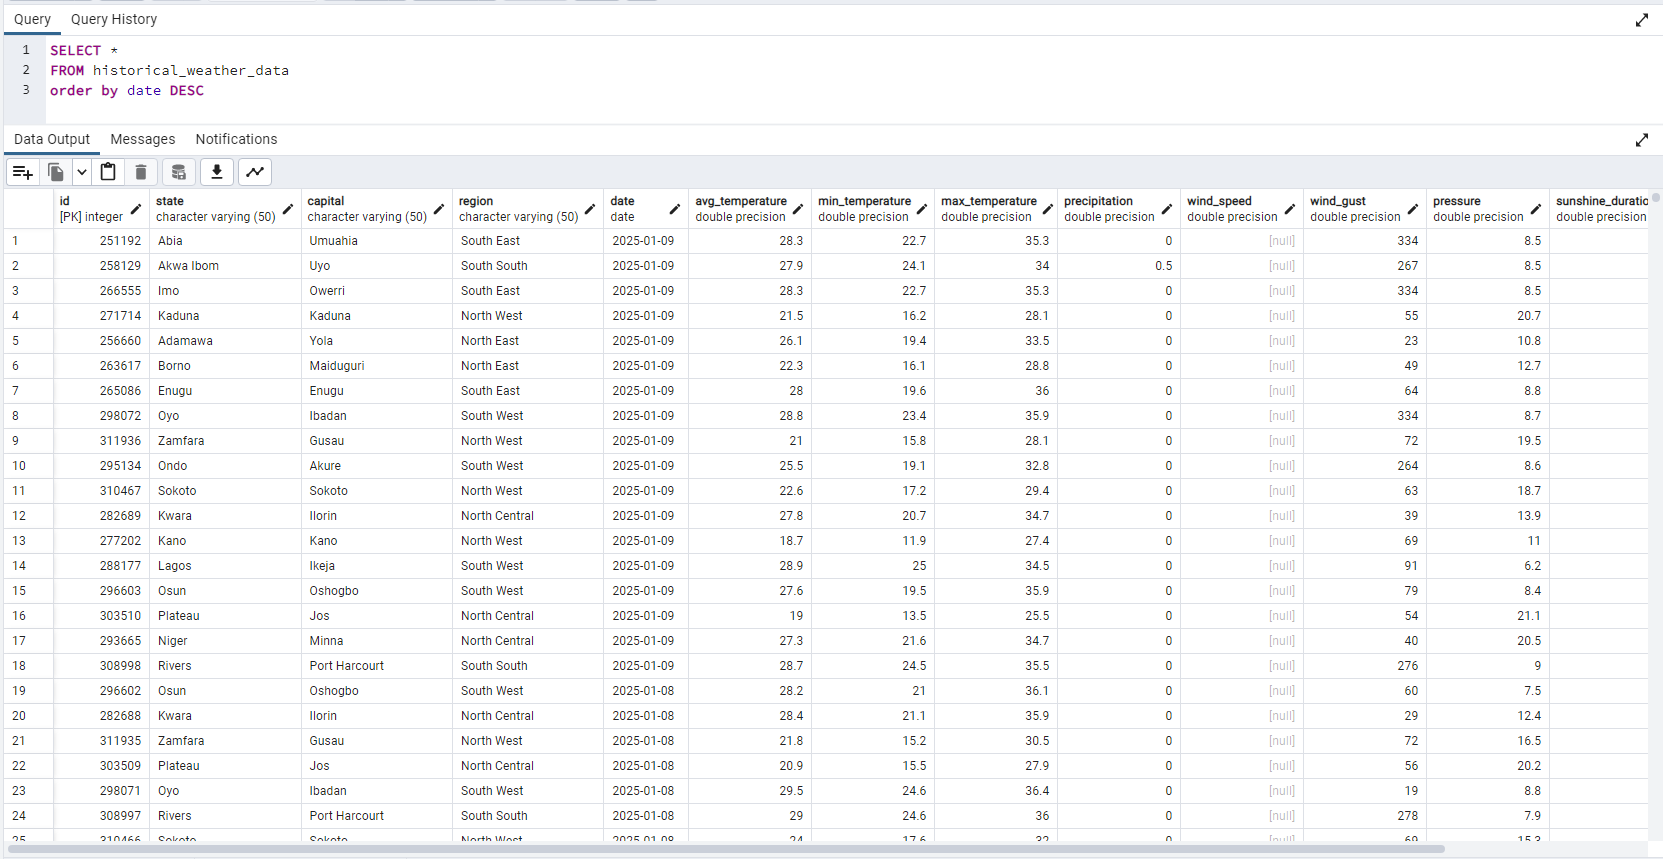 Query Query History
1 SELECT *
2 FROM historical_weather_data
3 order by date DESC
Data Output Messages Notifications
id state capital region date avg_temperature min_temperature max_temperature precipitation wind_speed wind_gust pressure sunshine_duratio
[PK] integer character varying (50) character varying (50) character varying (50) date double precision double precision double precision double precision double precision double precision double precision double precision
1 251192 Abia Umuahia South East 2025-01-09 28.3 22.7 35.3 0 [null] 334 8.5
2 258129 Akwa Ibom Uyo South South 2025-01-09 27.9 24.1 34 0.5 [null] 267 8.5
3 266555 Imo Owerri South East 2025-01-09 28.3 22.7 35.3 0 [null] 334 8.5
4 271714 Kaduna Kaduna North West 2025-01-09 21.5 16.2 28.1 0 [null] 55 20.7
5 256660 Adamawa Yola North East 2025-01-09 26.1 19.4 33.5 0 [null] 23 10.8
6 263617 Borno Maiduguri North East 2025-01-09 22.3 16.1 28.8 0 [null] 49 12.7
7 265086 Enugu Enugu South East 2025-01-09 28 19.6 36 0 [null] 64 8.8
8 298072 Oyo Ibadan South West 2025-01-09 28.8 23.4 35.9 0 [null] 334 8.7
9 311936 Zamfara Gusau North West 2025-01-09 21 15.8 28.1 0 [null] 72 19.5
10 295134 Ondo Akure South West 2025-01-09 25.5 19.1 32.8 0 [null] 264 8.6
11 310467 Sokoto Sokoto North West 2025-01-09 22.6 17.2 29.4 0 [null] 63 18.7
12 282689 Kwara Ilorin North Central 2025-01-09 27.8 20.7 34.7 0 [null] 39 13.9
13 277202 Kano Kano North West 2025-01-09 18.7 11.9 27.4 0 [null] 69 11
14 288177 Lagos Ikeja South West 2025-01-09 28.9 25 34.5 0 [null] 91 6.2
15 296603 Osun Oshogbo South West 2025-01-09 27.6 19.5 35.9 0 [null] 79 8.4
16 303510 Plateau Jos North Central 2025-01-09 19 13.5 25.5 0 [null] 54 21.1
17 293665 Niger Minna North Central 2025-01-09 27.3 21.6 34.7 0 [null] 40 20.5
18 308998 Rivers Port Harcourt South South 2025-01-09 28.7 24.5 35.5 0 [null] 276 9
19 296602 Osun Oshogbo South West 2025-01-08 28.2 21 36.1 0 [null] 60 7.5
20 282688 Kwara Ilorin North Central 2025-01-08 28.4 21.1 35.9 0 [null] 29 12.4
21 311935 Zamfara Gusau North West 2025-01-08 21.8 15.2 30.5 0 [null] 72 16.5
22 303509 Plateau Jos North Central 2025-01-08 20.9 15.5 27.9 0 [null] 56 20.2
23 298071 Oyo Ibadan South West 2025-01-08 29.5 24.6 36.4 0 [null] 19 8.8
24 308997 Rivers Port Harcourt South South 2025-01-08 29 24.6 36 0 [null] 278 7.9
25 310466 Sokoto Sokoto North West 2025-01-08 24 17.6 32 0 [null] 69 15.3